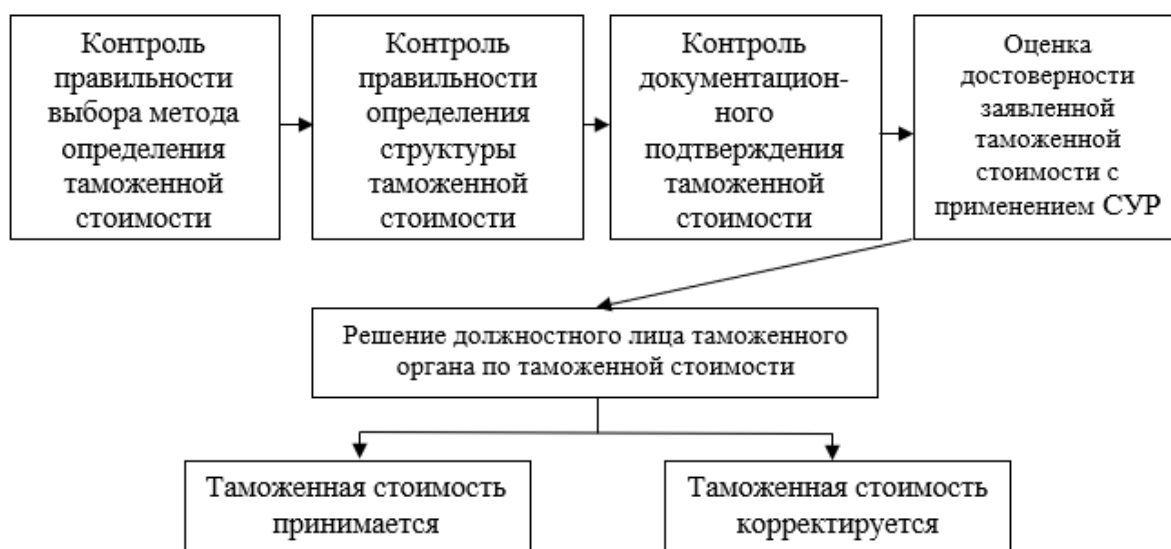 Контроль
правильности
выбора метода
определения
таможенной
стоимости
Контроль
правильности
определения
структуры
таможенной
стоимости
Контроль
документацион-
ного
подтверждения
таможенной
стоимости
Оценка
достоверности
заявленной
таможенной
стоимости с
применением СУР
Решение должностного лица таможенного
органа по таможенной стоимости
Таможенная стоимость
принимается
Таможенная стоимость
корректируется